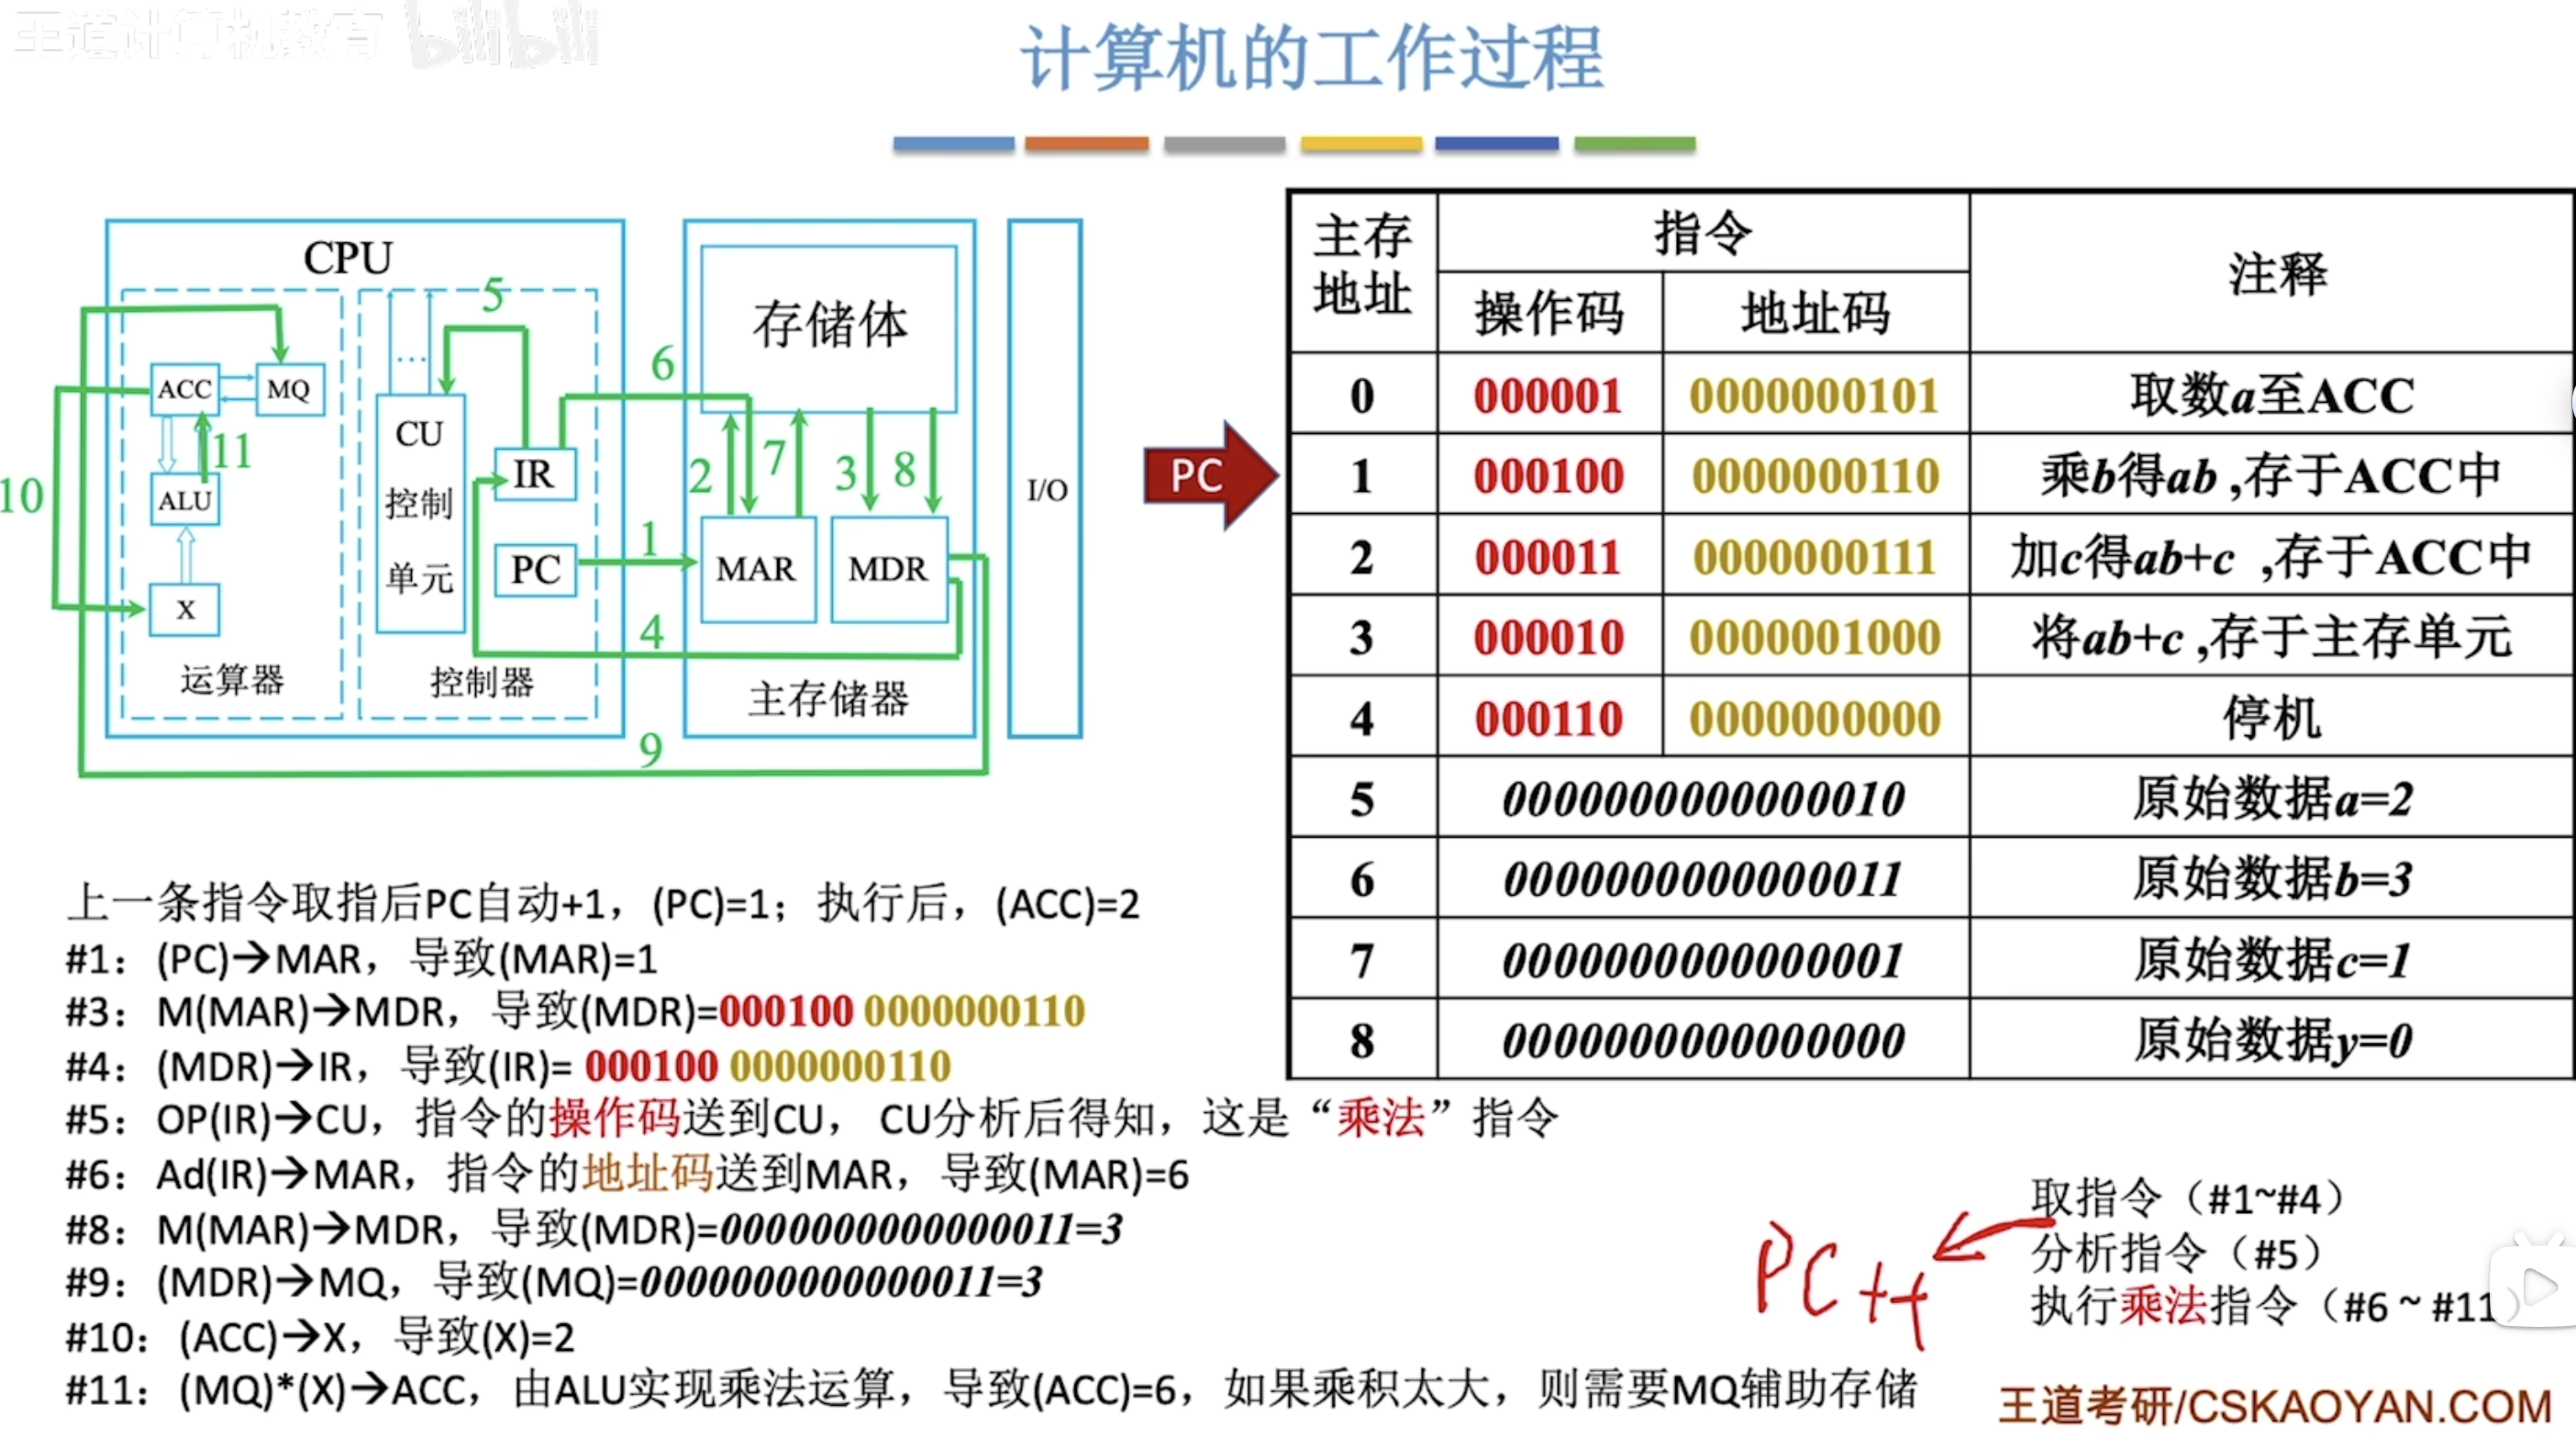 王道计算机教育 bilibili
计算机的工作过程
CPU
ACC
MQ
ALU
X
运算器
...
CU
控制
单元
IR
PC
控制器
存储体
MAR
MDR
主存储器
I/O
1
2
3
4
5
6
7
8
9
10
11
PC
主存地址 指令 注释
操作码 地址码
0 000001 0000000101 取数a至ACC
1 000100 0000000110 乘b得ab ,存于ACC中
2 000011 0000000111 加c得ab+c ,存于ACC中
3 000010 0000001000 将ab+c ,存于主存单元
4 000110 0000000000 停机
5 0000000000000010 原始数据a=2
6 0000000000000011 原始数据b=3
7 0000000000000001 原始数据c=1
8 0000000000000000 原始数据y=0
上一条指令取指后PC自动+1，(PC)=1；执行后，(ACC)=2
#1：(PC)→MAR，导致(MAR)=1
#3：M(MAR)→MDR，导致(MDR)=000100 0000000110
#4：(MDR)→IR，导致(IR)= 000100 0000000110
#5：OP(IR)→CU，指令的操作码送到CU， CU分析后得知，这是“乘法”指令
#6：Ad(IR)→MAR，指令的地址码送到MAR，导致(MAR)=6
#8：M(MAR)→MDR，导致(MDR)=0000000000000011=3
#9：(MDR)→MQ，导致(MQ)=0000000000000011=3
#10：(ACC)→X，导致(X)=2
#11：(MQ)*(X)→ACC，由ALU实现乘法运算，导致(ACC)=6，如果乘积太大，则需要MQ辅助存储
PC++
取指令（#1~#4）
分析指令（#5）
执行乘法指令（#6 ~ #11）
王道考研/CSKAOYAN.COM